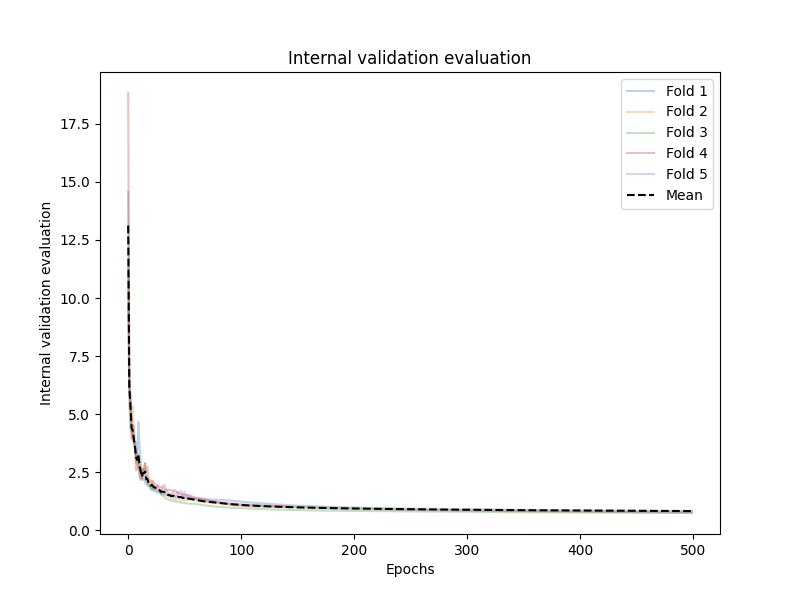 Internal validation evaluation
Fold 1
Fold 2
Fold 3
Fold 4
Fold 5
Mean
Internal validation evaluation
17.5
15.0
12.5
10.0
7.5
5.0
2.5
0.0
0 100 200 300 400 500
Epochs